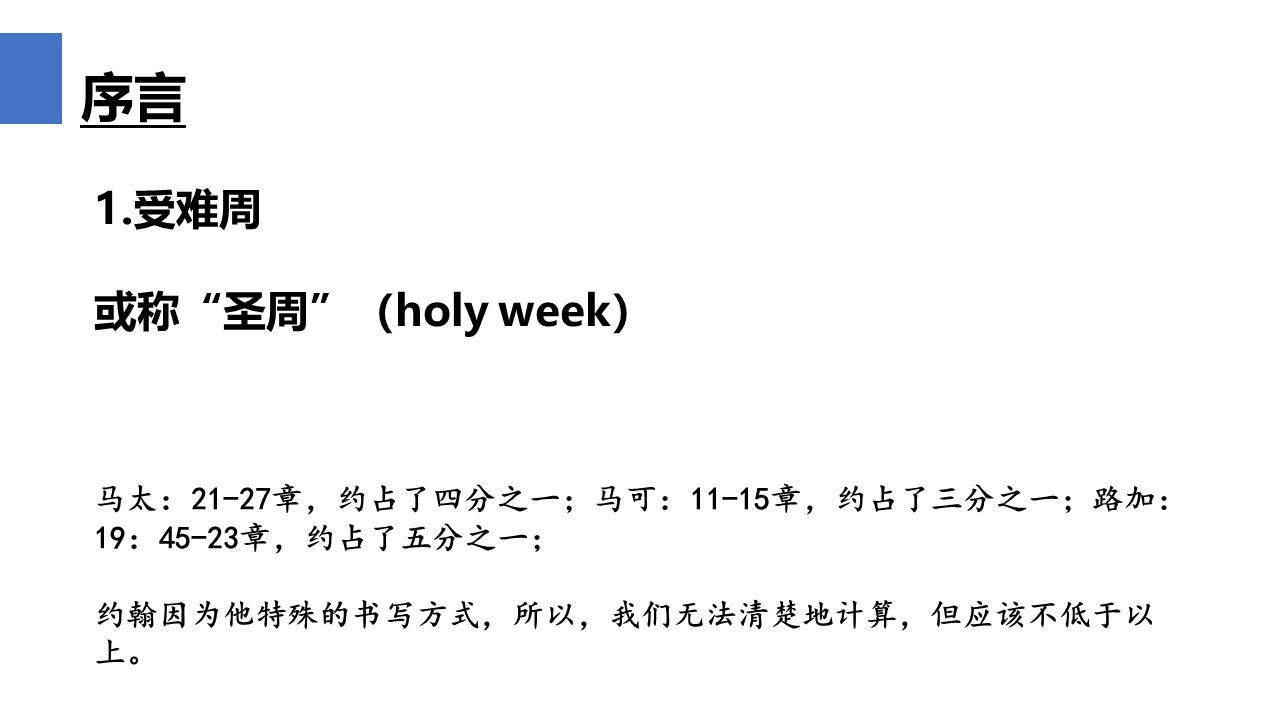 序言
1.受难周
或称“圣周”（holy week）
马太：21-27章，约占了四分之一；马可：11-15章，约占了三分之一；路加：
19：45-23章，约占了五分之一；
约翰因为他特殊的书写方式，所以，我们无法清楚地计算，但应该不低于以
上。